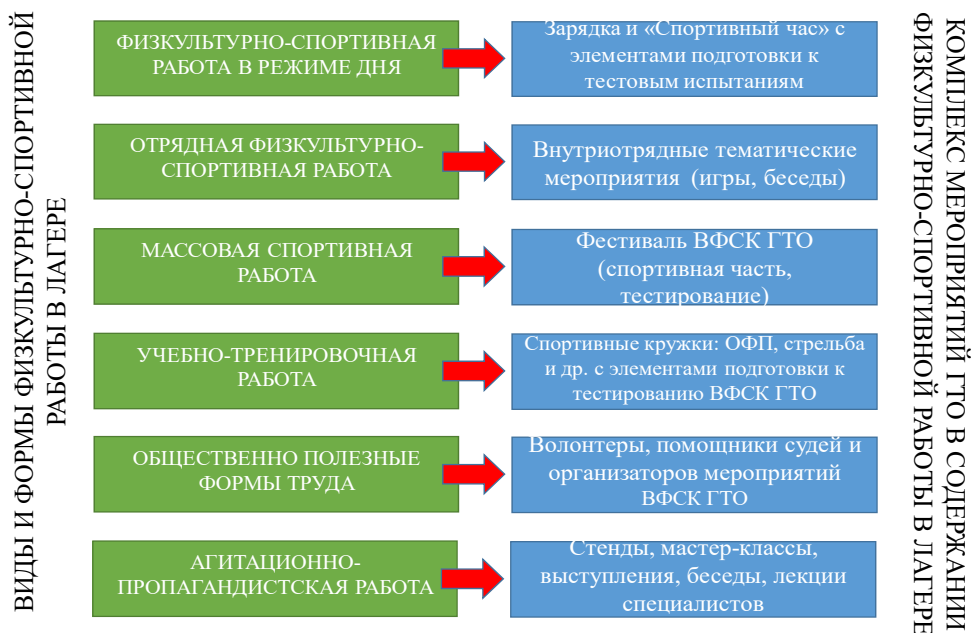 ВИДЫ И ФОРМЫ ФИЗКУЛЬТУРНО-СПОРТИВНОЙ
РАБОТЫ В ЛАГЕРЕ
ФИЗКУЛЬТУРНО-СПОРТИВНАЯ
РАБОТА В РЕЖИМЕ ДНЯ
Зарядка и «Спортивный час» с
элементами подготовки к
тестовым испытаниям
ОТРЯДНАЯ ФИЗКУЛЬТУРНО-
СПОРТИВНАЯ РАБОТА
Внутриотрядные тематические
мероприятия (игры, беседы)
МАССОВАЯ СПОРТИВНАЯ
РАБОТА
Фестиваль ВФСК ГТО
(спортивная часть,
тестирование)
УЧЕБНО-ТРЕНИРОВОЧНАЯ
РАБОТА
Спортивные кружки: ОФП, стрельба
и др. с элементами подготовки к
тестированию ВФСК ГТО
ОБЩЕСТВЕННО ПОЛЕЗНЫЕ
ФОРМЫ ТРУДА
Волонтеры, помощники судей и
организаторов мероприятий
ВФСК ГТО
АГИТАЦИОННО-
ПРОПАГАНДИСТСКАЯ РАБОТА
Стенды, мастер-классы,
выступления, беседы, лекции
специалистов
КОМПЛЕКС МЕРОПРИЯТИЙ ГТО В СОДЕРЖАНИИ
ФИЗКУЛЬТУРНО-СПОРТИВНОЙ РАБОТЫ В ЛАГЕРЕ